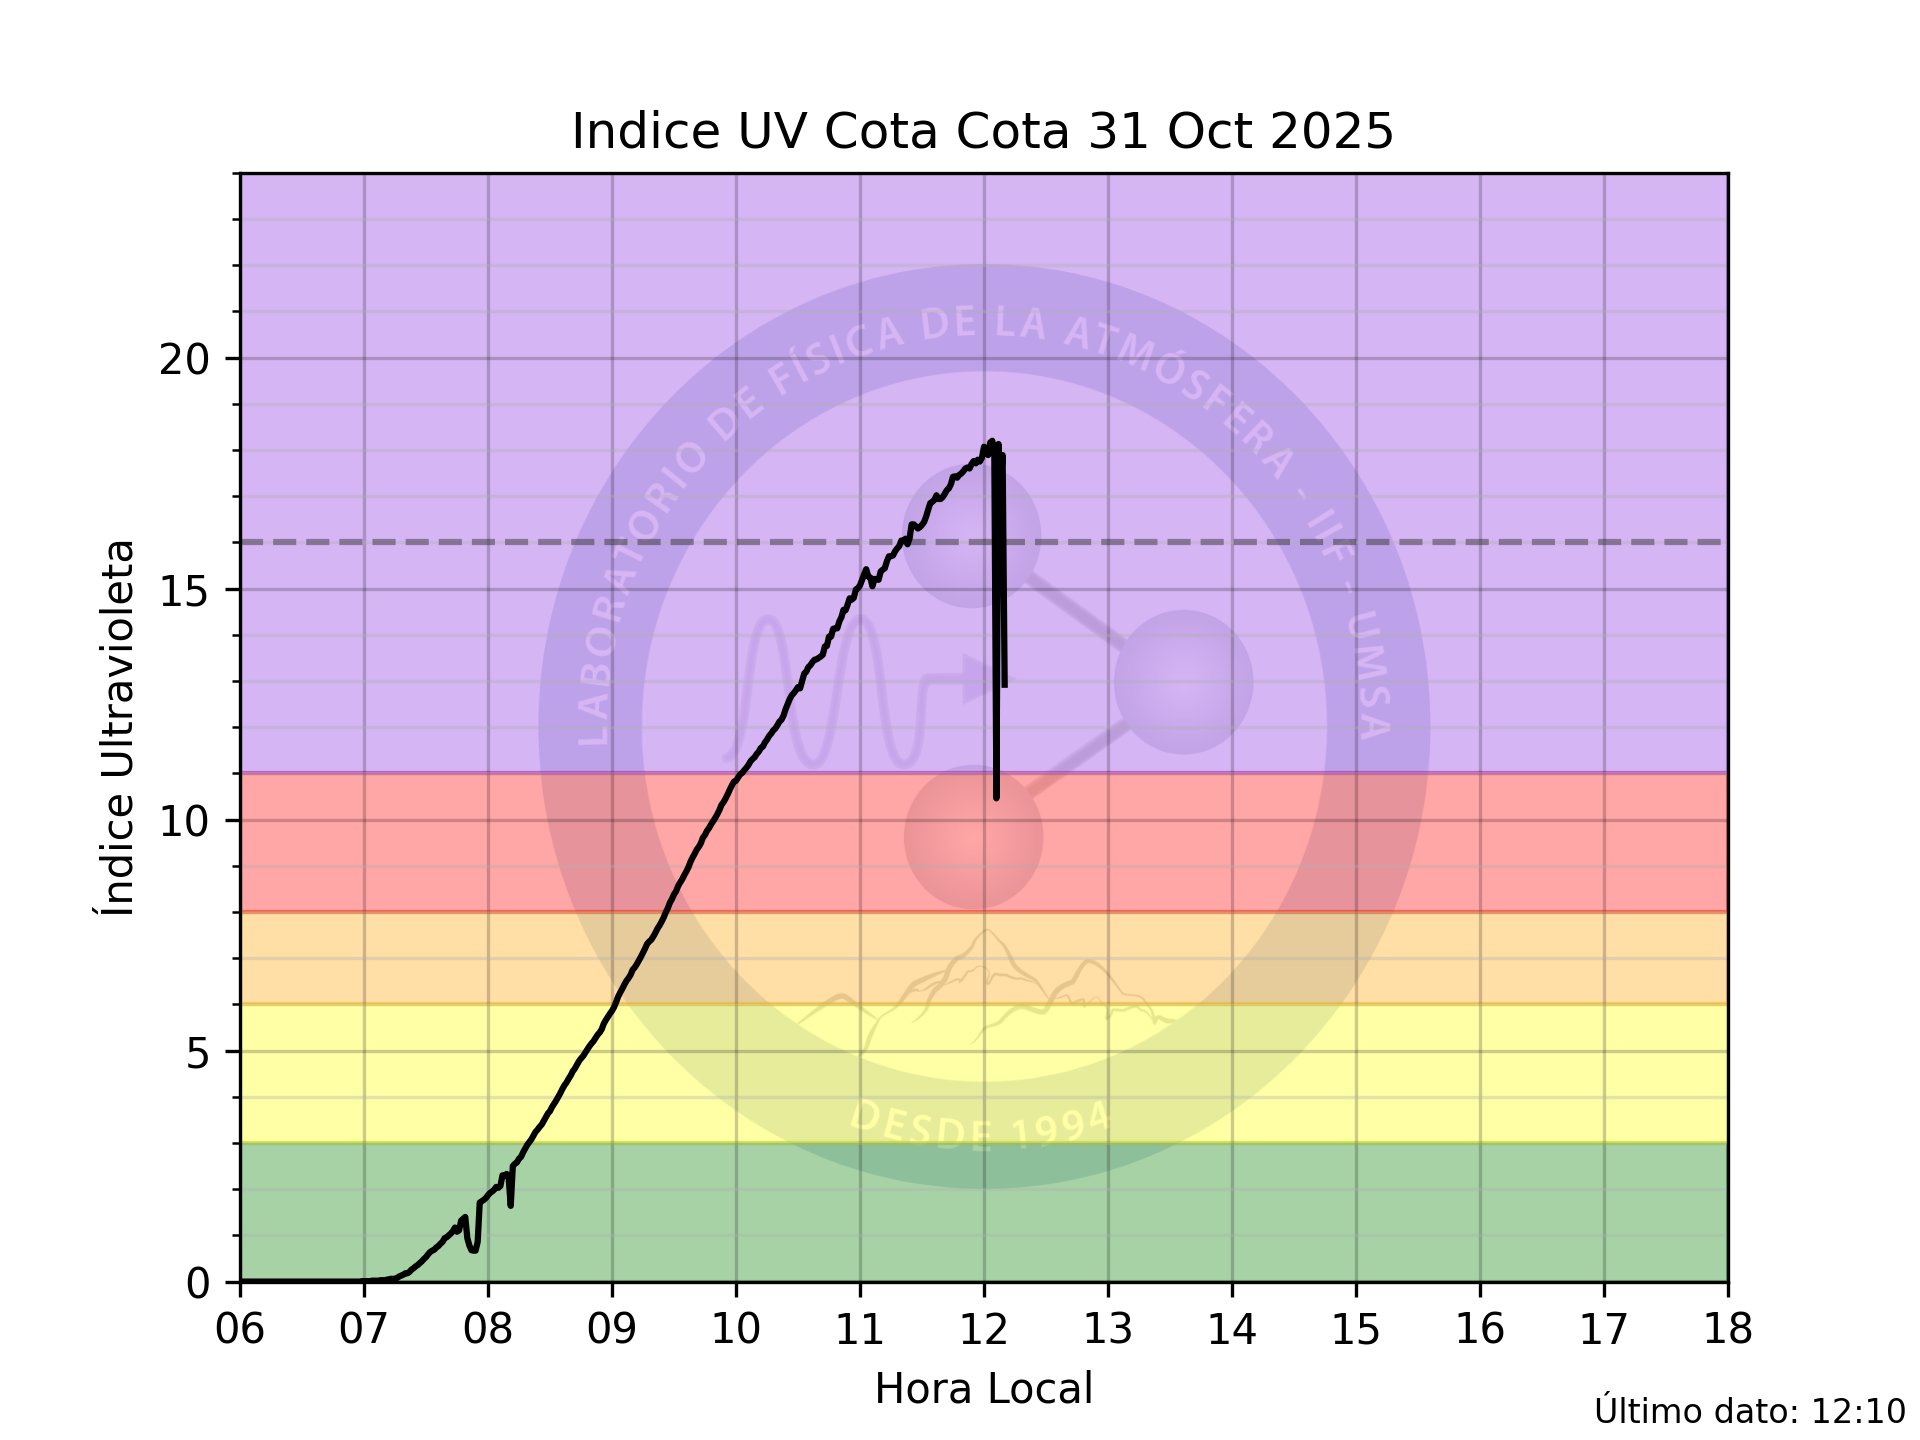 Indice UV Cota Cota 31 Oct 2025
Índice Ultravioleta
20
15
10
5
0
LABORATORIO DE FÍSICA DE LA ATMÓSFERA - IIF - UMSA
DESDE 1994
06 07 08 09 10 11 12 13 14 15 16 17 18
Hora Local
Último dato: 12:10